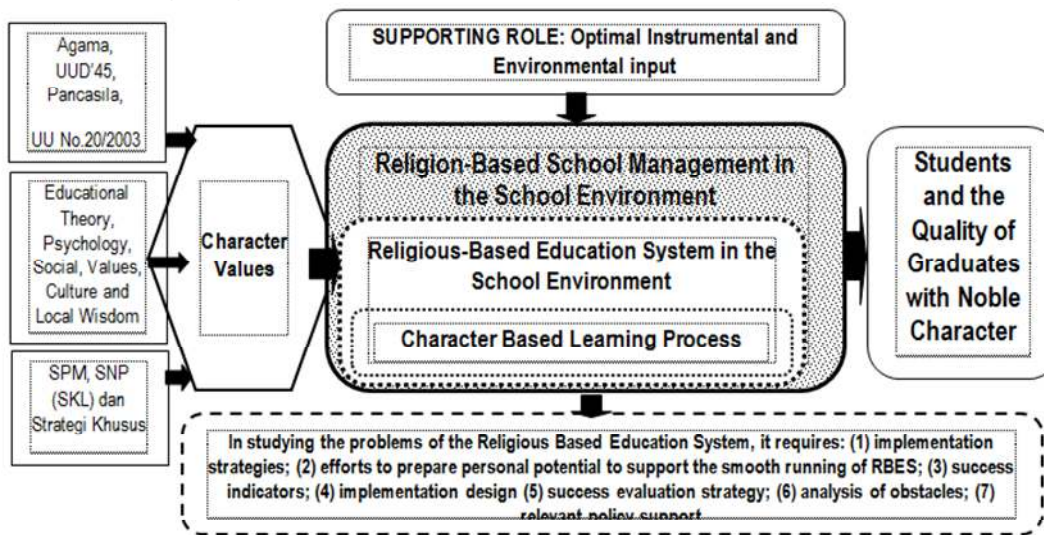 Agama,
UUD'45,
Pancasila,
UU No.20/2003
Educational
Theory,
Psychology,
Social, Values,
Culture and
Local Wisdom
SPM, SNP
(SKL) dan
Strategi Khusus
Character
Values
SUPPORTING ROLE: Optimal Instrumental and
Environmental input
Religion-Based School Management in
the School Environment
Religious-Based Education System in the
School Environment
Character Based Learning Process
Students
and the
Quality of
Graduates
with Noble
Character
In studying the problems of the Religious Based Education System, it requires: (1) implementation
strategies; (2) efforts to prepare personal potential to support the smooth running of RBES; (3) success
indicators; (4) implementation design (5) success evaluation strategy; (6) analysis of obstacles; (7)
relevant policy support